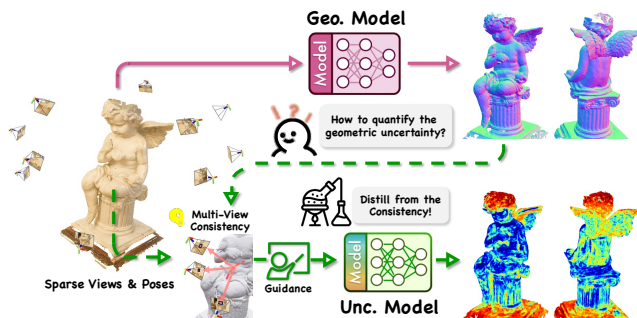 Geo. Model
Model
? ?
How to quantify the
geometric uncertainty?
Distill from the
Consistency!
Multi-View
Consistency
Model
Guidance
Sparse Views & Poses
Unc. Model